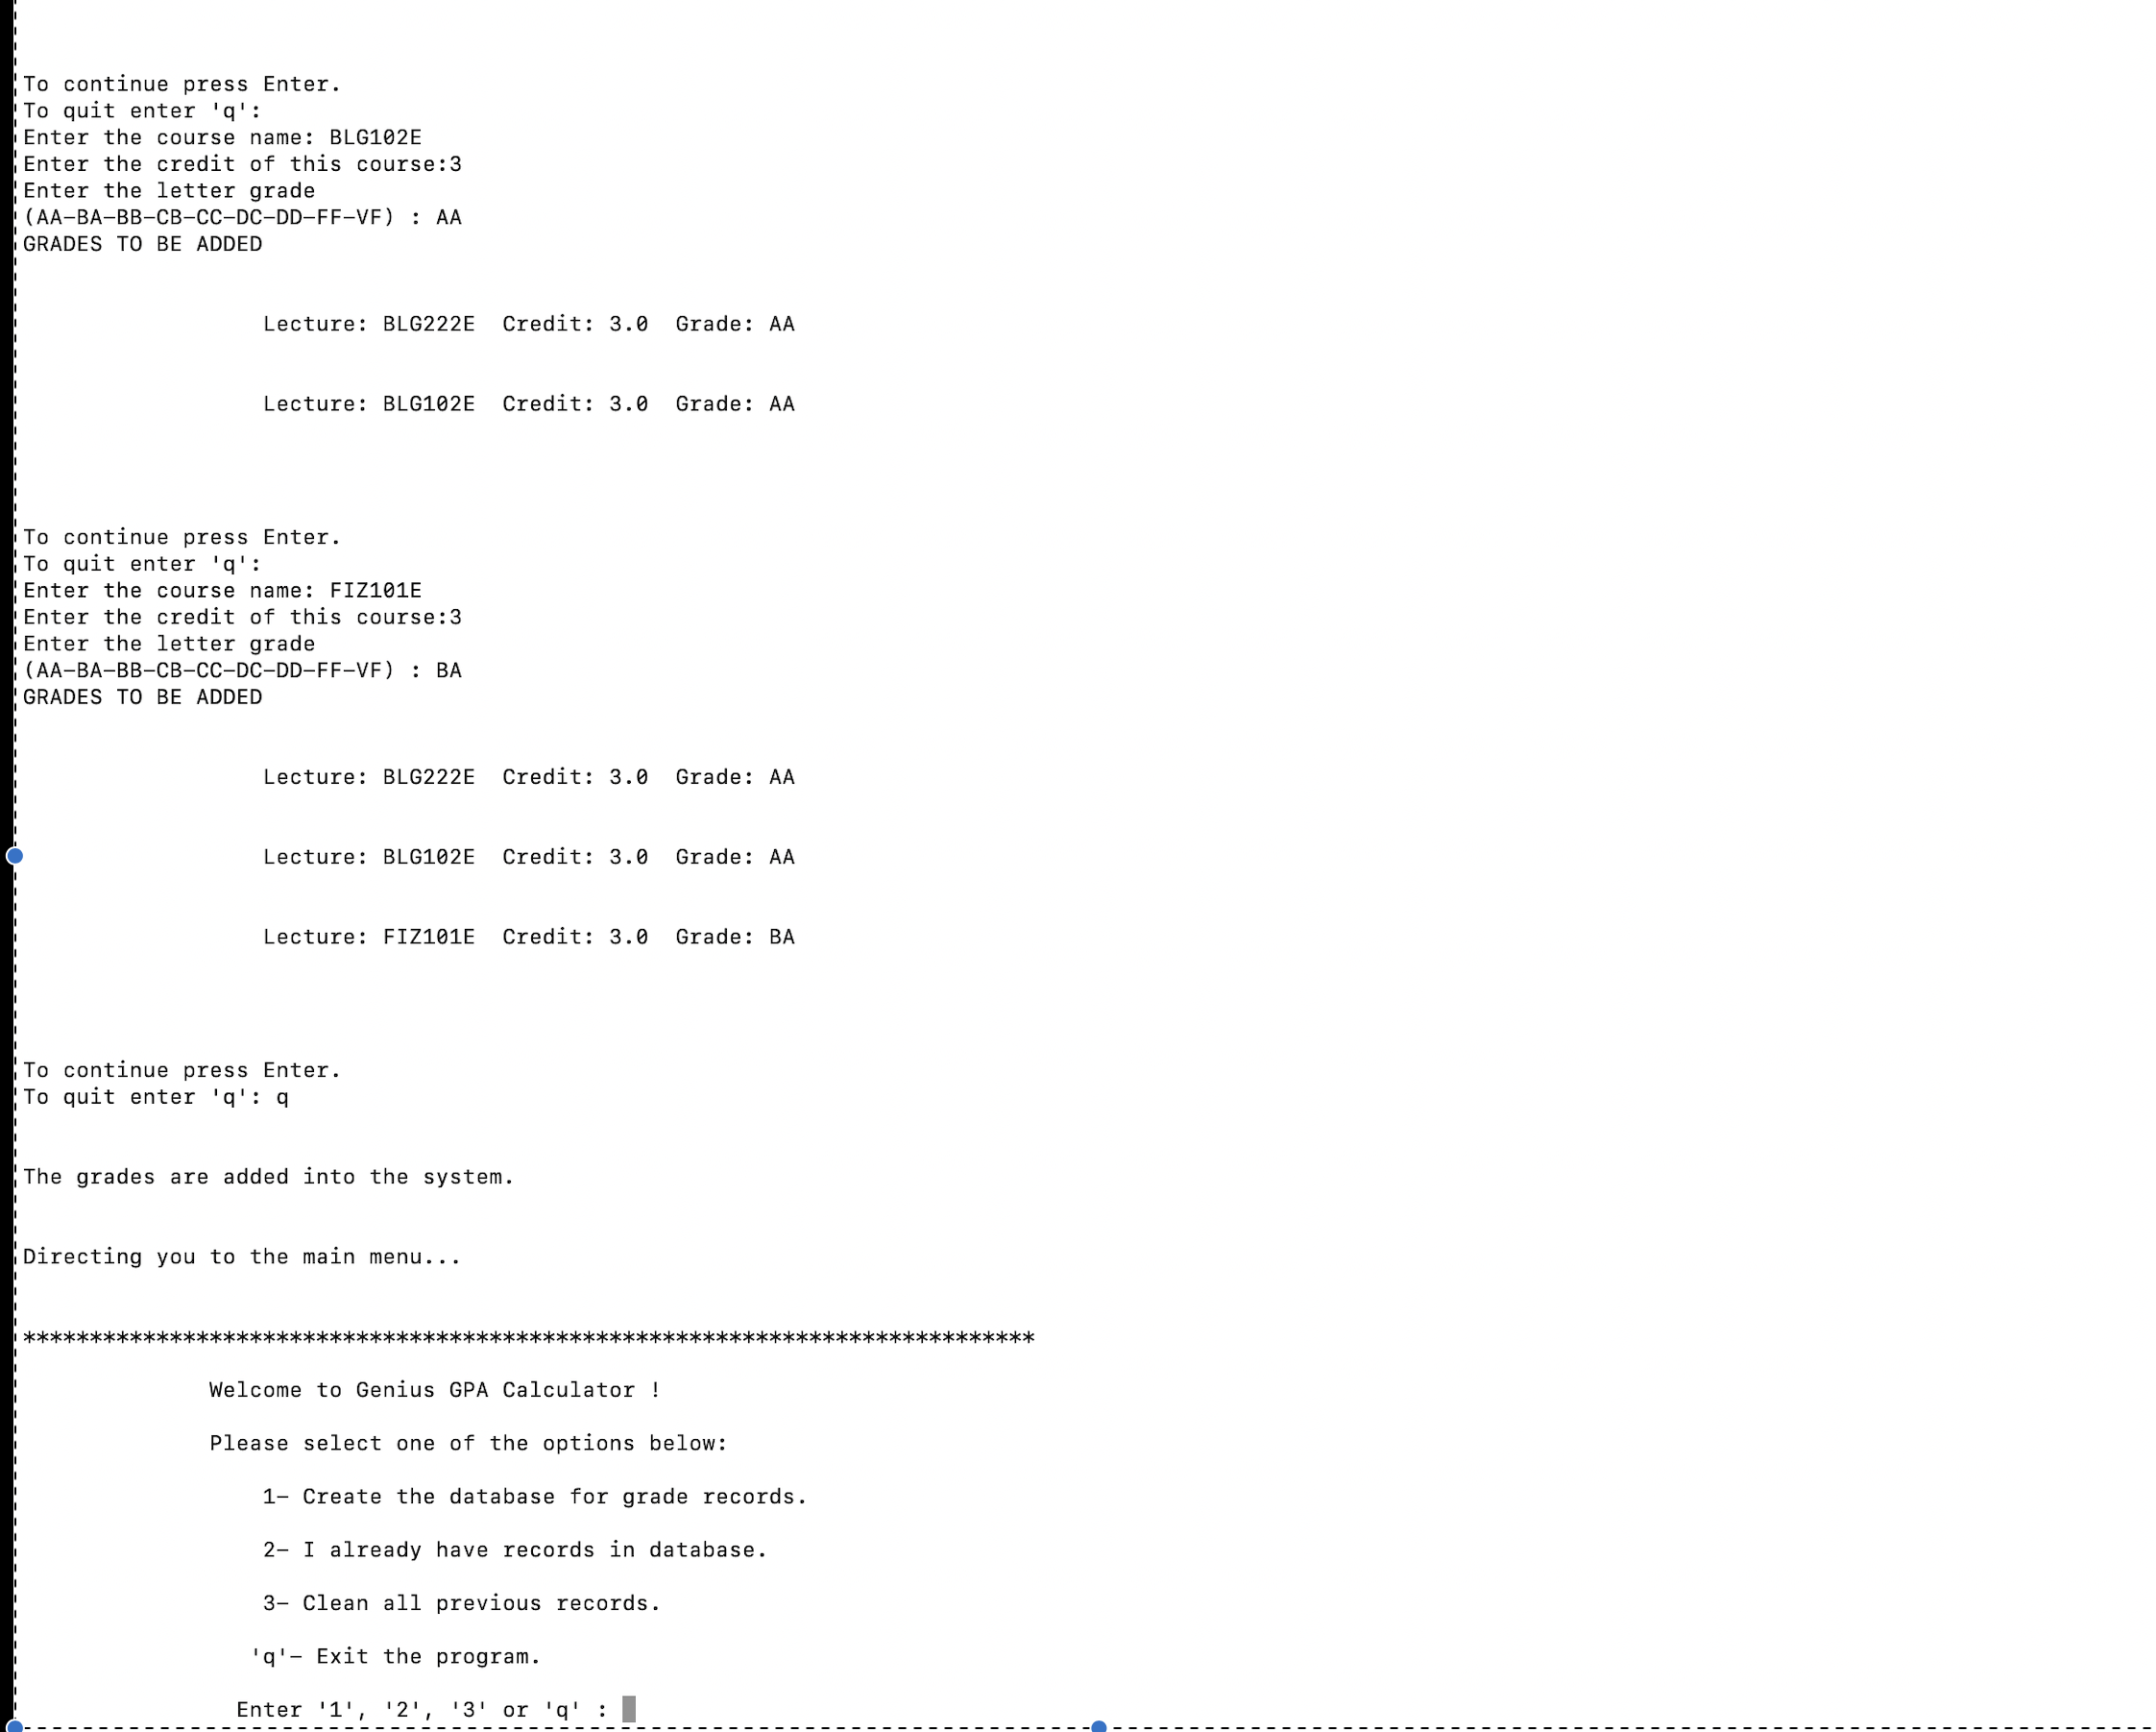 To continue press Enter.
To quit enter 'q':
Enter the course name: BLG102E
Enter the credit of this course:3
Enter the letter grade
(AA-BA-BB-CB-CC-DC-DD-FF-VF) : AA
GRADES TO BE ADDED
Lecture: BLG222E  Credit: 3.0  Grade: AA
Lecture: BLG102E  Credit: 3.0  Grade: AA
To continue press Enter.
To quit enter 'q':
Enter the course name: FIZ101E
Enter the credit of this course:3
Enter the letter grade
(AA-BA-BB-CB-CC-DC-DD-FF-VF) : BA
GRADES TO BE ADDED
Lecture: BLG222E  Credit: 3.0  Grade: AA
Lecture: BLG102E  Credit: 3.0  Grade: AA
Lecture: FIZ101E  Credit: 3.0  Grade: BA
To continue press Enter.
To quit enter 'q': q
The grades are added into the system.
Directing you to the main menu...
****************************************************************************
Welcome to Genius GPA Calculator !
Please select one of the options below:
1- Create the database for grade records.
2- I already have records in database.
3- Clean all previous records.
'q'- Exit the program.
Enter '1', '2', '3' or 'q' :